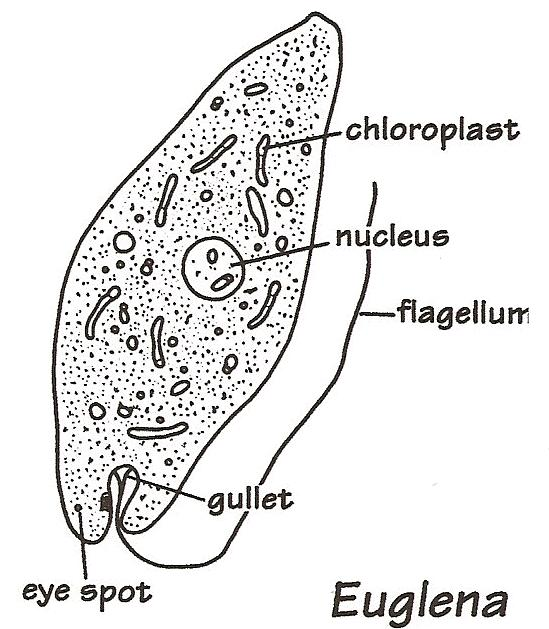 chloroplast
nucleus
flagellum
gullet
eye spot
Euglena